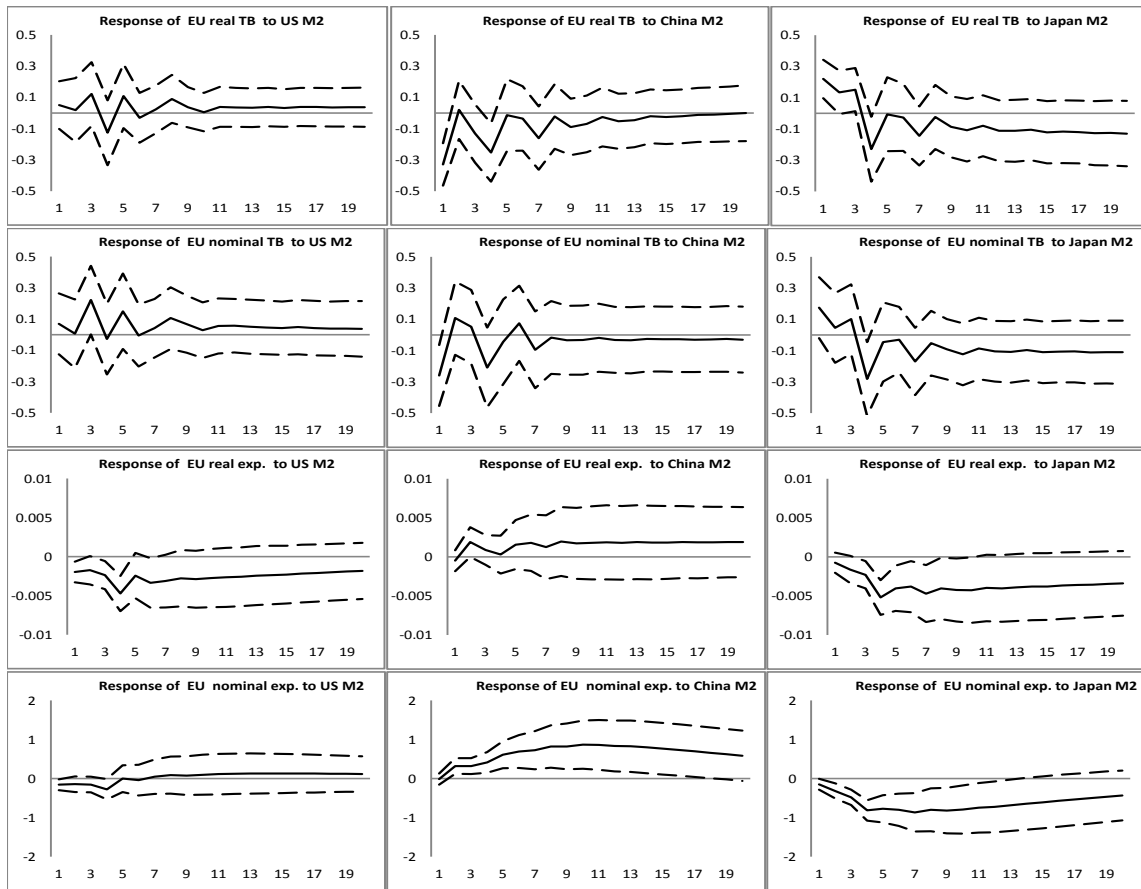 Response of EU real TB to US M2
0.5
0.3
0.1
-0.1
-0.3
0.5
1 3 5 7 9 11 13 15 17 19
Response of EU real TB to China M2
0.5
0.3
0.1
-0.1
-0.3
-0.5
1 3 5 7 9 11 13 15 17 19
Response of EU real TB to Japan M2
0.5
0.3
0.1
-0.1
-0.3
0.5
1 3 5 7 9 11 13 15 17 19
Response of EU nominal TB to US M2
0.5
0.3
0.1
-0.1
-0.3
0.5
1 3 5 7 9 11 13 15 17 19
Response of EU nominal TB to China M2
0.5
0.3
0.1
-0.1
-0.3
0.5
1 3 5 7 9 11 13 15 17 19
Response of EU nominal TB to Japan M2
0.5
0.3
0.1
-0.1
-0.3
0.5
1 3 5 7 9 11 13 15 17 19
Response of EU real exp. to US M2
0.01
0.005
0
-0.005
-0.01
1 3 5 7 9 11 13 15 17 19
Response of EU real exp. to China M2
0.01
0.005
0
-0.005
-0.01
1 3 5 7 9 11 13 15 17 19
Response of EU real exp. to Japan M2
0.01
0.005
0
-0.005
-0.01
1 3 5 7 9 11 13 15 17 19
Response of EU nominal exp. to US M2
2
1
0
-1
-2
1 3 5 7 9 11 13 15 17 19
Response of EU nominal exp. to China M2
2
1
0
-1
-2
1 3 5 7 9 11 13 15 17 19
Response of EU nominal exp. to Japan M2
2
1
0
-1
-2
1 3 5 7 9 11 13 15 17 19